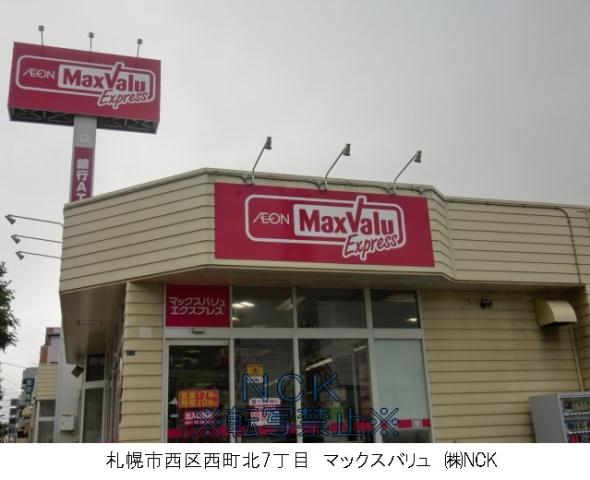 ÆON MaxValu
Express
銀行AT
ÆON MaxValu
Express
マックスバリュ
エクスプレス
NCK
※転写禁止※
札幌市西区西町北7丁目 マックスバリュ ㈱NCK